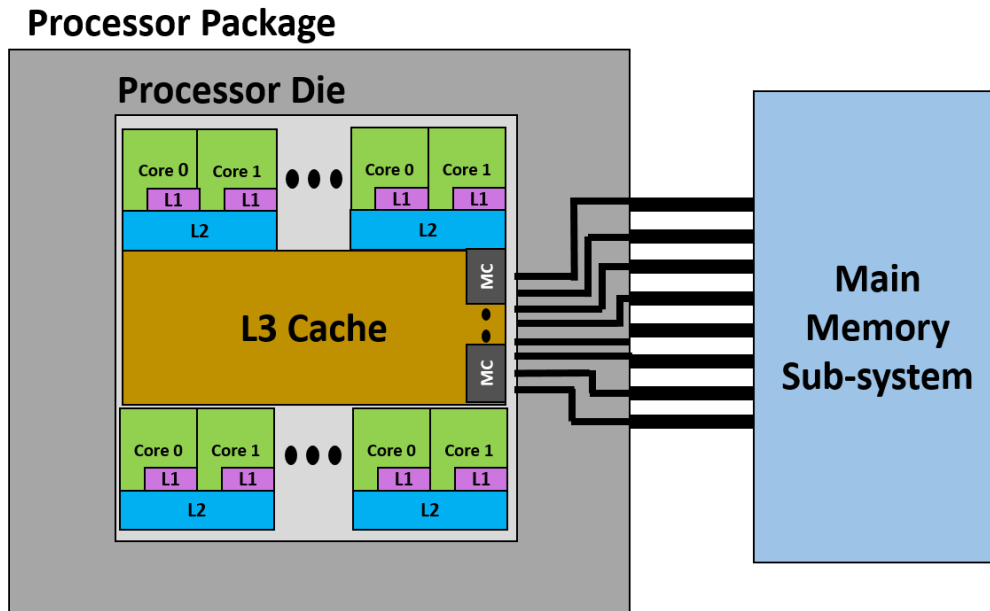 Processor Package
Processor Die
Core 0 Core 1 Core 0 Core 1
L1 L1 L1 L1
L2 L2
MC
L3 Cache
MC
Main
Memory
Sub-system
Core 0 Core 1 Core 0 Core 1
L1 L1 L1 L1
L2 L2